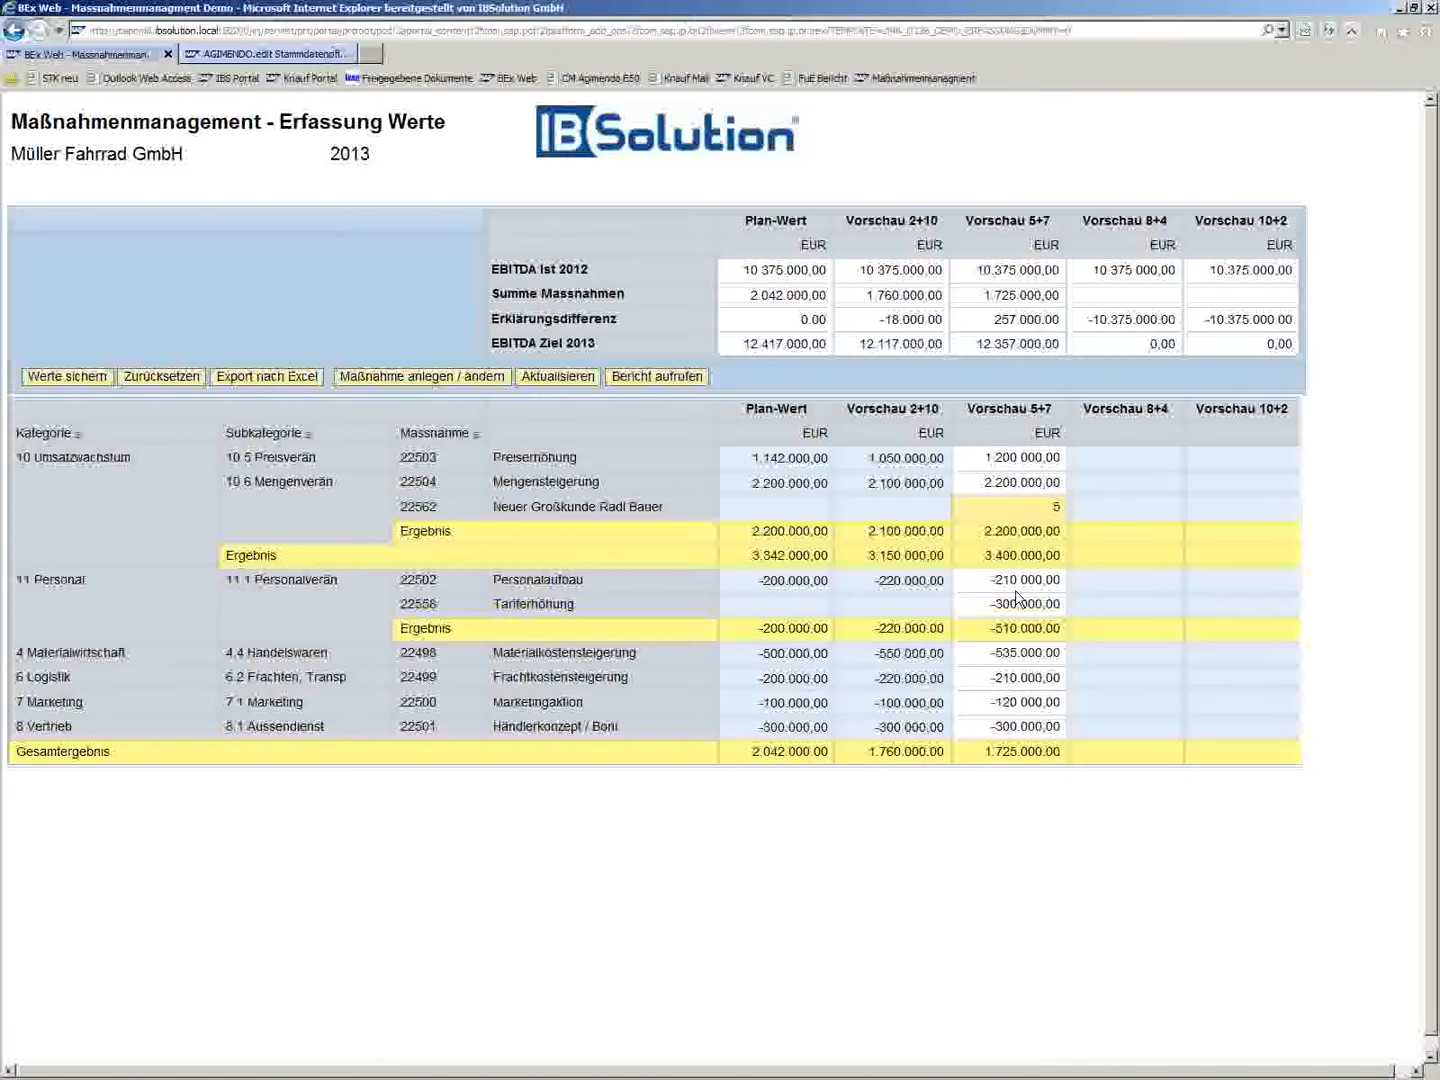 BEx Web - Massnahmenmanagment Demo - Microsoft Internet Explorer bereitgestellt von IBSolution GmbH
BEx Web - Massnahmenman... AGIMENDO.edit Stammdatenpfl...
STK neu Outlook Web Access IBS Portal Knauf Portal Freigegebene Dokumente BEx Web CM Agimendo E50 Knauf Mail Knauf VC FuE Bericht Maßnahmenmanagment
Maßnahmenmanagement - Erfassung Werte
IBSolution
Müller Fahrrad GmbH 2013
Plan-Wert Vorschau 2+10 Vorschau 5+7 Vorschau 8+4 Vorschau 10+2
EUR EUR EUR EUR EUR
EBITDA Ist 2012 10.375.000,00 10.375.000,00 10.375.000,00 10.375.000,00 10.375.000,00
Summe Massnahmen 2.042.000,00 1.760.000,00 1.725.000,00
Erklärungsdifferenz 0,00 -18.000,00 257.000,00 -10.375.000,00 -10.375.000,00
EBITDA Ziel 2013 12.417.000,00 12.117.000,00 12.357.000,00 0,00 0,00
Werte sichern Zurücksetzen Export nach Excel Maßnahme anlegen / ändern Aktualisieren Bericht aufrufen
Plan-Wert Vorschau 2+10 Vorschau 5+7 Vorschau 8+4 Vorschau 10+2
Kategorie Subkategorie Massnahme EUR EUR EUR
10 Umsatzwachstum 10.5 Preisverän 22503 Preiserhöhung 1.142.000,00 1.050.000,00 1.200.000,00
10.6 Mengenverän 22504 Mengensteigerung 2.200.000,00 2.100.000,00 2.200.000,00
22562 Neuer Großkunde Radl Bauer 5
Ergebnis 2.200.000,00 2.100.000,00 2.200.000,00
Ergebnis 3.342.000,00 3.150.000,00 3.400.000,00
11 Personal 11.1 Personalverän 22502 Personalaufbau -200.000,00 -220.000,00 -210.000,00
22558 Tariferhöhung -300.000,00
Ergebnis -200.000,00 -220.000,00 -510.000,00
4 Materialwirtschaft 4.4 Handelswaren 22498 Materialkostensteigerung -500.000,00 -550.000,00 -535.000,00
6 Logistik 6.2 Frachten, Transp 22499 Frachtkostensteigerung -200.000,00 -220.000,00 -210.000,00
7 Marketing 7.1 Marketing 22500 Marketingaktion -100.000,00 -100.000,00 -120.000,00
8 Vertrieb 8.1 Aussendienst 22501 Händlerkonzept / Boni -300.000,00 -300.000,00 -300.000,00
Gesamtergebnis 2.042.000,00 1.760.000,00 1.725.000,00